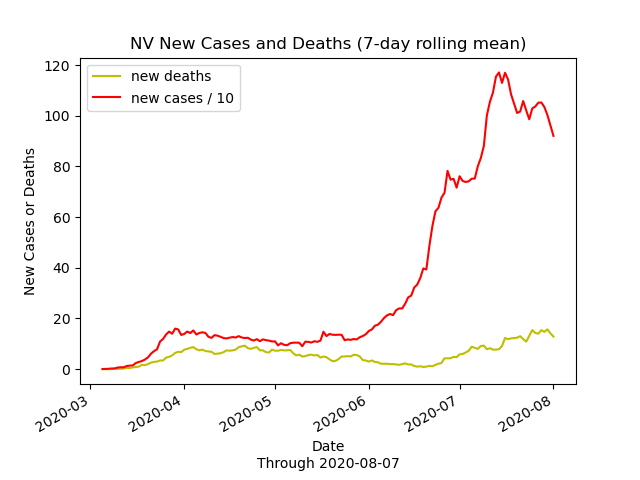 NV New Cases and Deaths (7-day rolling mean)
new deaths
new cases / 10
New Cases or Deaths
120
100
80
60
40
20
0
2020-03
2020-04
2020-05
2020-06
2020-07
2020-08
Date
Through 2020-08-07